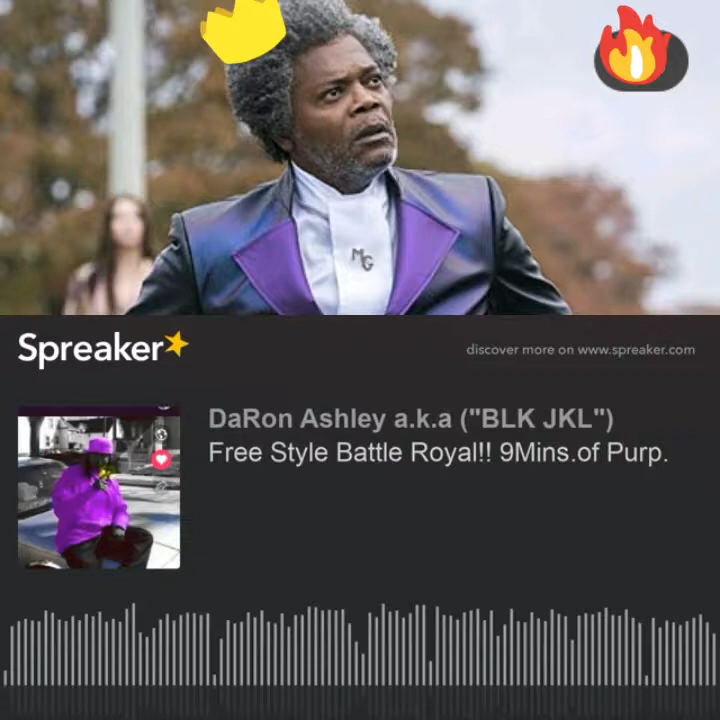 MG
Spreaker
discover more on www.spreaker.com
DaRon Ashley a.k.a ("BLK JKL")
Free Style Battle Royal!! 9Mins.of Purp.